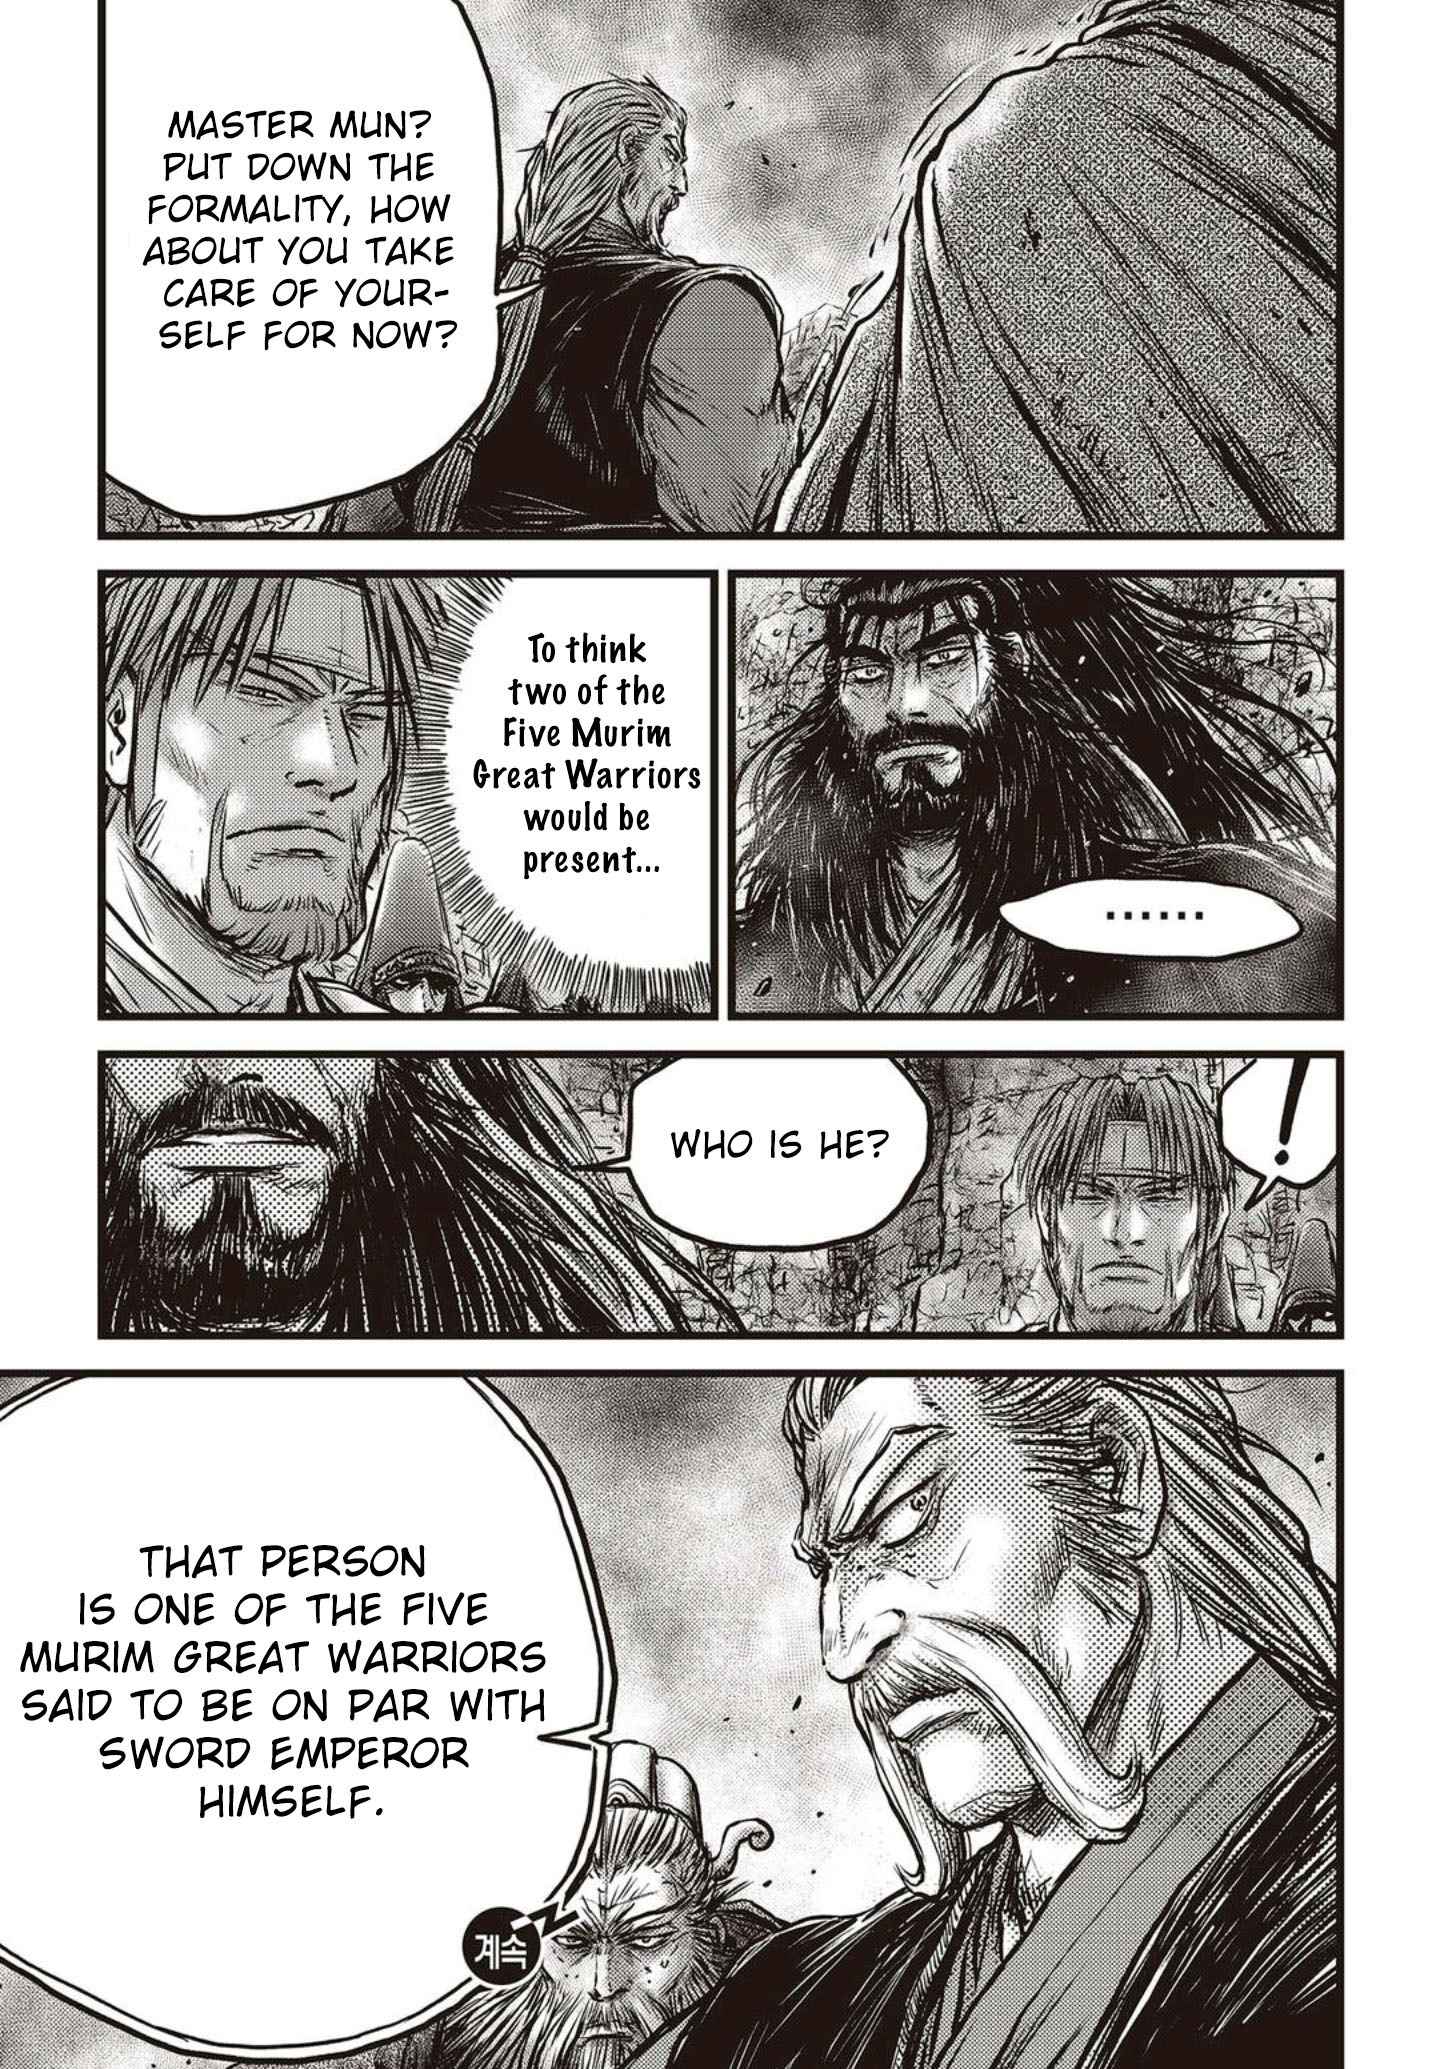 MASTER MUN?
PUT DOWN THE
FORMALITY, HOW
ABOUT YOU TAKE
CARE OF YOUR-
SELF FOR NOW?
To think
two of the
Five Murim
Great Warriors
would be
present...
......
WHO IS HE?
!
THAT PERSON
IS ONE OF THE FIVE
MURIM GREAT WARRIORS
SAID TO BE ON PAR WITH
SWORD EMPEROR
HIMSELF.
계속